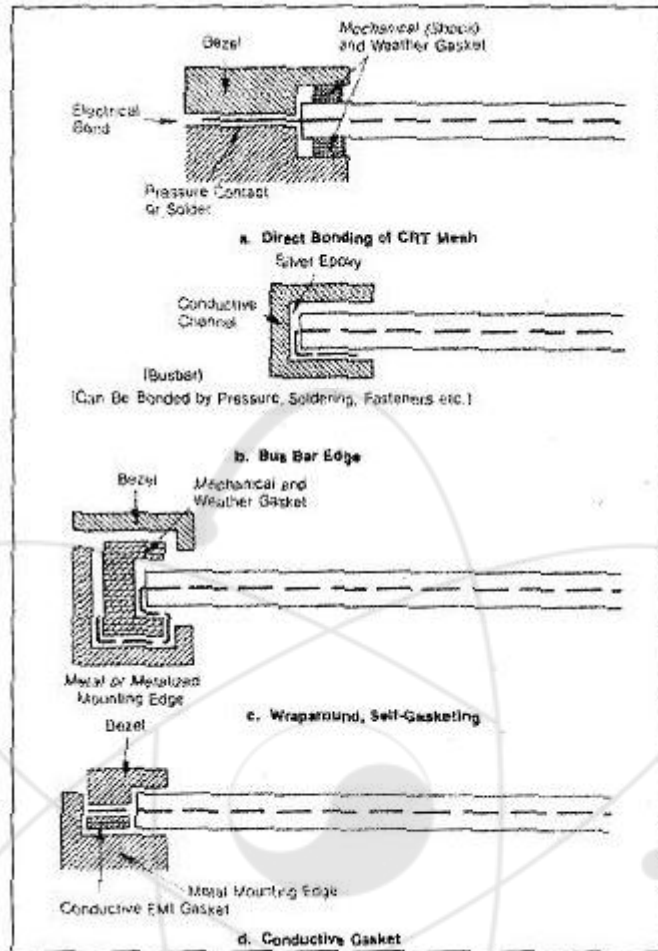 Bezel
Mechanical (Shock)
and Weather Gasket
Electrical
Bond
Pressure Contact
or Solder
a. Direct Bonding of CRT Mesh
Silver Epoxy
Conductive
Channel
(Busbar)
(Can Be Bonded by Pressure, Soldering, Fasteners etc.)
b. Bus Bar Edge
Bezel
Mechanical and
Weather Gasket
Metal or Metalized
Mounting Edge
c. Wraparound, Self-Gasketing
Bezel
Metal Mounting Edge
Conductive EMI Gasket
d. Conductive Gasket